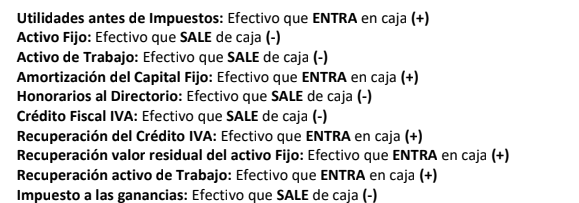 Utilidades antes de Impuestos: Efectivo que ENTRA en caja (+)
Activo Fijo: Efectivo que SALE de caja (-)
Activo de Trabajo: Efectivo que SALE de caja (-)
Amortización del Capital Fijo: Efectivo que ENTRA en caja (+)
Honorarios al Directorio: Efectivo que SALE de caja (-)
Crédito Fiscal IVA: Efectivo que SALE de caja (-)
Recuperación del Crédito IVA: Efectivo que ENTRA en caja (+)
Recuperación valor residual del activo Fijo: Efectivo que ENTRA en caja (+)
Recuperación activo de Trabajo: Efectivo que ENTRA en caja (+)
Impuesto a las ganancias: Efectivo que SALE de caja (-)